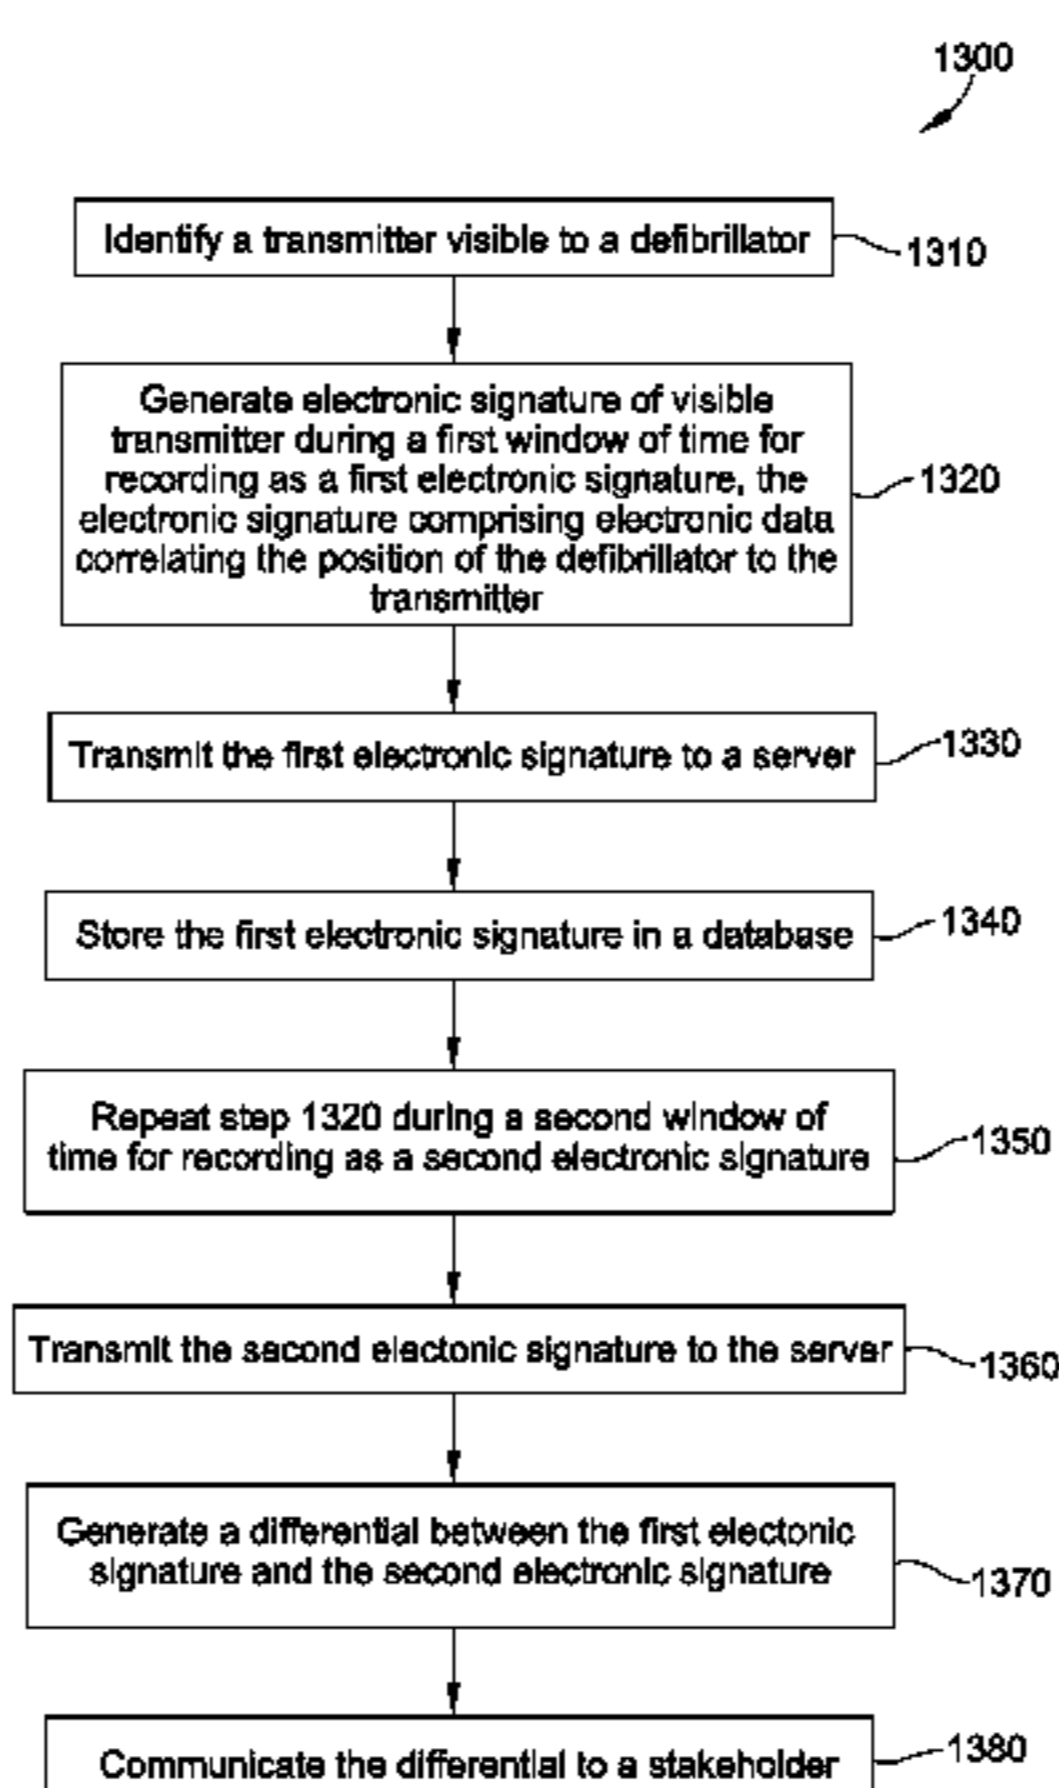 1300
Identify a transmitter visible to a defibrillator
1310
Generate electronic signature of visible
transmitter during a first window of time for
recording as a first electronic signature, the
electronic signature comprising electronic data
correlating the position of the defibrillator to the
transmitter
1320
Transmit the first electronic signature to a server
1330
Store the first electronic signature in a database
1340
Repeat step 1320 during a second window of
time for recording as a second electronic signature
1350
Transmit the second electonic signature to the server
1360
Generate a differential between the first electonic
signature and the second electronic signature
1370
Communicate the differential to a stakeholder
1380